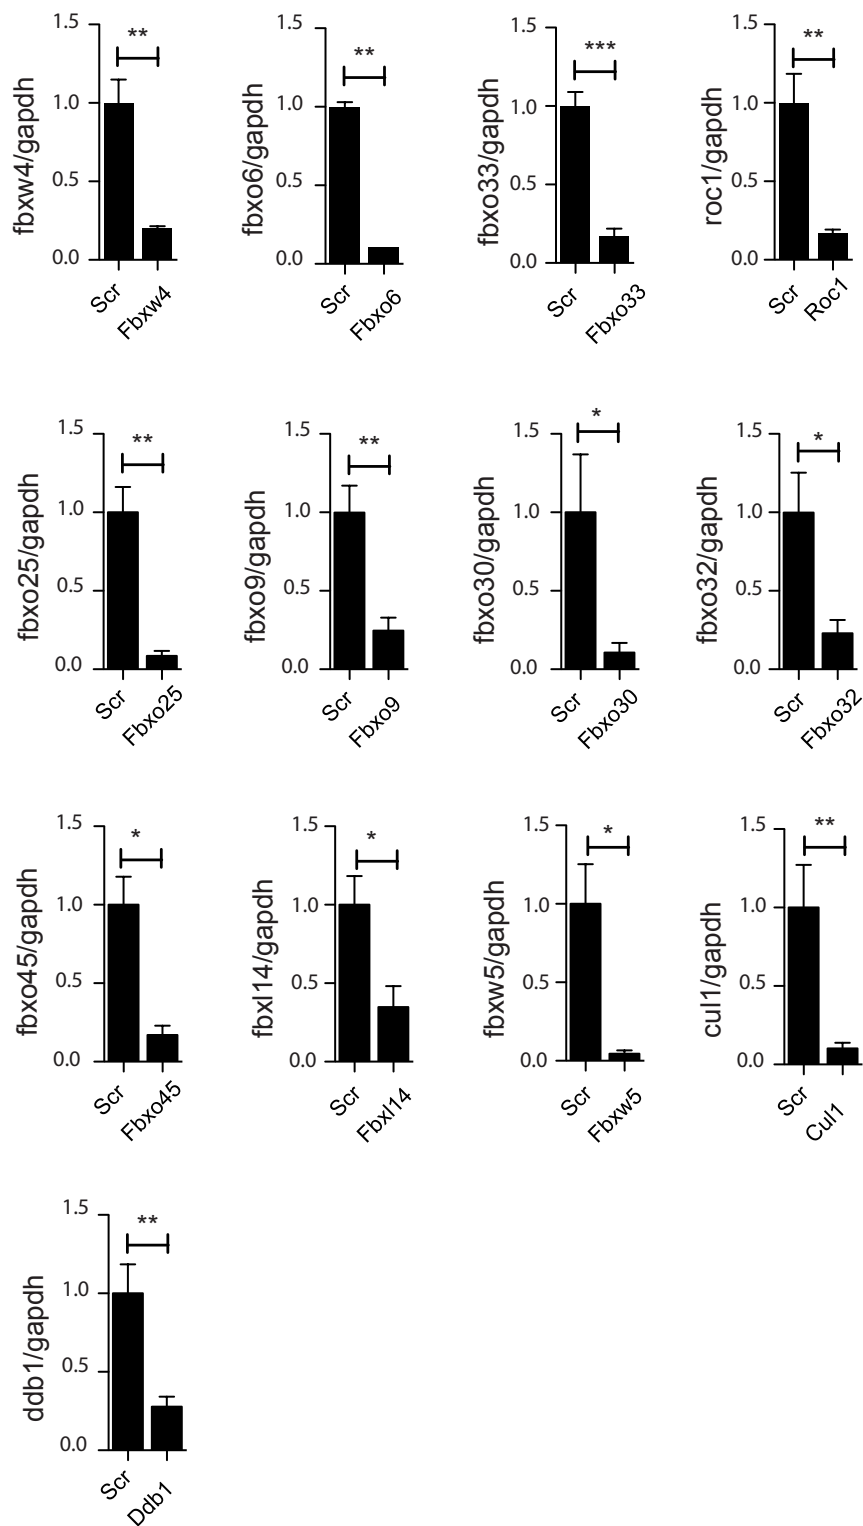 fbxw4/gapdh
1.5
1.0
0.5
0.0
**
Scr
Fbxw4
fbxo6/gapdh
1.5
1.0
0.5
0.0
**
Scr
Fbxo6
fbxo33/gapdh
1.5
1.0
0.5
0.0
***
Scr
Fbxo33
roc1/gapdh
1.5
1.0
0.5
0.0
**
Scr
Roc1
fbxo25/gapdh
1.5
1.0
0.5
0.0
**
Scr
Fbxo25
fbxo9/gapdh
1.5
1.0
0.5
0.0
**
Scr
Fbxo9
fbxo30/gapdh
1.5
1.0
0.5
0.0
*
Scr
Fbxo30
fbxo32/gapdh
1.5
1.0
0.5
0.0
*
Scr
Fbxo32
fbxo45/gapdh
1.5
1.0
0.5
0.0
*
Scr
Fbxo45
fbxl14/gapdh
1.5
1.0
0.5
0.0
*
Scr
Fbxl14
fbxw5/gapdh
1.5
1.0
0.5
0.0
*
Scr
Fbxw5
cul1/gapdh
1.5
1.0
0.5
0.0
**
Scr
Cul1
ddb1/gapdh
1.5
1.0
0.5
0.0
**
Scr
Ddb1